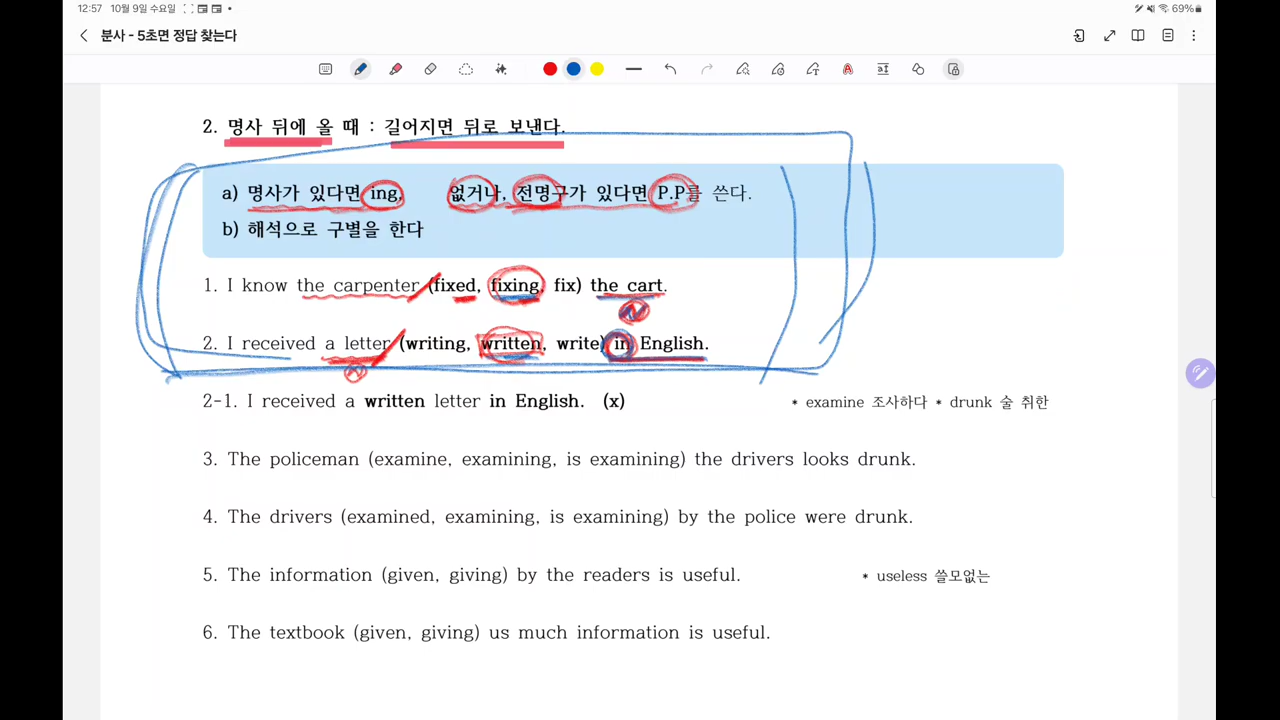 12:57 10월 9일 수요일 69%
분사 - 5초면 정답 찾는다
2. 명사 뒤에 올 때 : 길어지면 뒤로 보낸다.
a) 명사가 있다면 ing, 없거나, 전명구가 있다면 P.P를 쓴다.
b) 해석으로 구별을 한다
1. I know the carpenter (fixed, fixing, fix) the cart.
N
2. I received a letter (writing, written, write) in English.
2-1. I received a written letter in English. (x) * examine 조사하다 * drunk 술 취한
3. The policeman (examine, examining, is examining) the drivers looks drunk.
4. The drivers (examined, examining, is examining) by the police were drunk.
5. The information (given, giving) by the readers is useful. * useless 쓸모없는
6. The textbook (given, giving) us much information is useful.